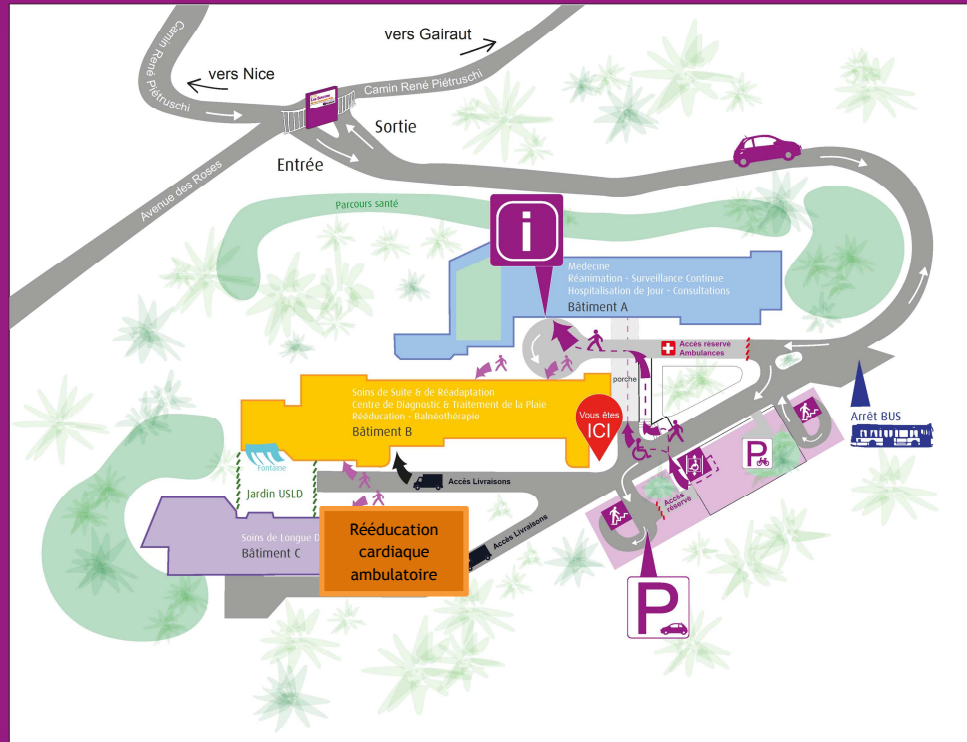 vers Gairaut
Camin René Piétruschi
vers Nice
Camin René Piétruschi
Sortie
Entrée
Avenue des Roses
Parcours santé
i
Médecine
Réanimation - Surveillance Continue
Hospitalisation de Jour - Consultations
Bâtiment A
Accès réservé
Ambulances
porche
Soins de Suite & de Réadaptation
Centre de Diagnostic & Traitement de la Plaie
Rééducation - Balnéothérapie
Bâtiment B
Vous êtes
ICI
Arrêt BUS
P
Fontaine
Accès Livraisons
Accès
réservé
Jardin USLD
Soins de Longue D
Bâtiment C
Rééducation
cardiaque
ambulatoire
Accès Livraisons
P